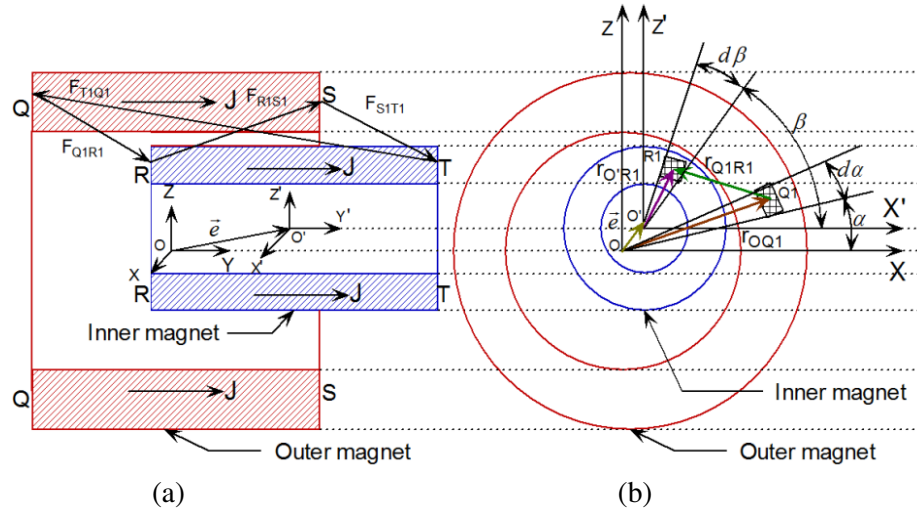 Z Z'
dβ
F_T1Q1 J F_R1S1 S F_S1T1
Q
β
F_Q1R1
R J T
R1 r_Q1R1 Q1 dα
r_O'R1
Z Z'
e⃗ O' Y'
O X' Y
X
e⃗ O' X'
O r_OQ1 α
X
R J T
Inner magnet
Inner magnet
Q J S
Outer magnet Outer magnet
(a) (b)